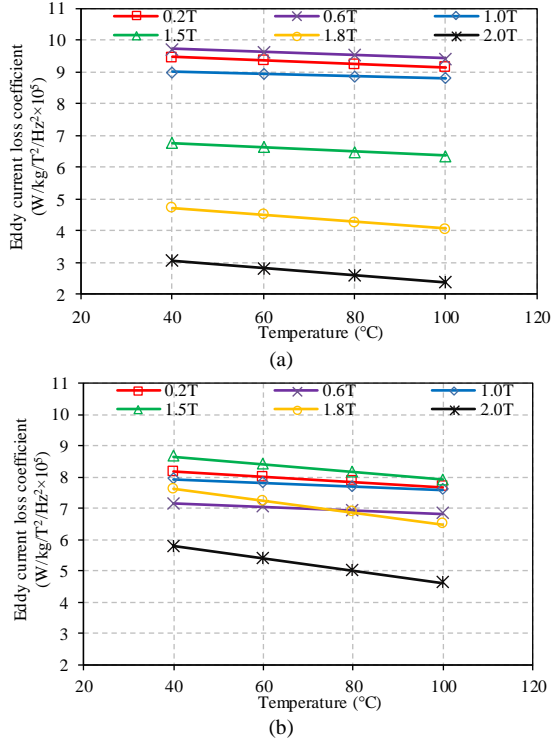 0.2T 0.6T 1.0T
1.5T 1.8T 2.0T
Eddy current loss coefficient
(W/kg/T²/Hz²×10⁵)
11
10
9
8
7
6
5
4
3
2
20 40 60 80 100 120
Temperature (°C)
(a)
0.2T 0.6T 1.0T
1.5T 1.8T 2.0T
Eddy current loss coefficient
(W/kg/T²/Hz²×10⁵)
11
10
9
8
7
6
5
4
3
2
20 40 60 80 100 120
Temperature (°C)
(b)